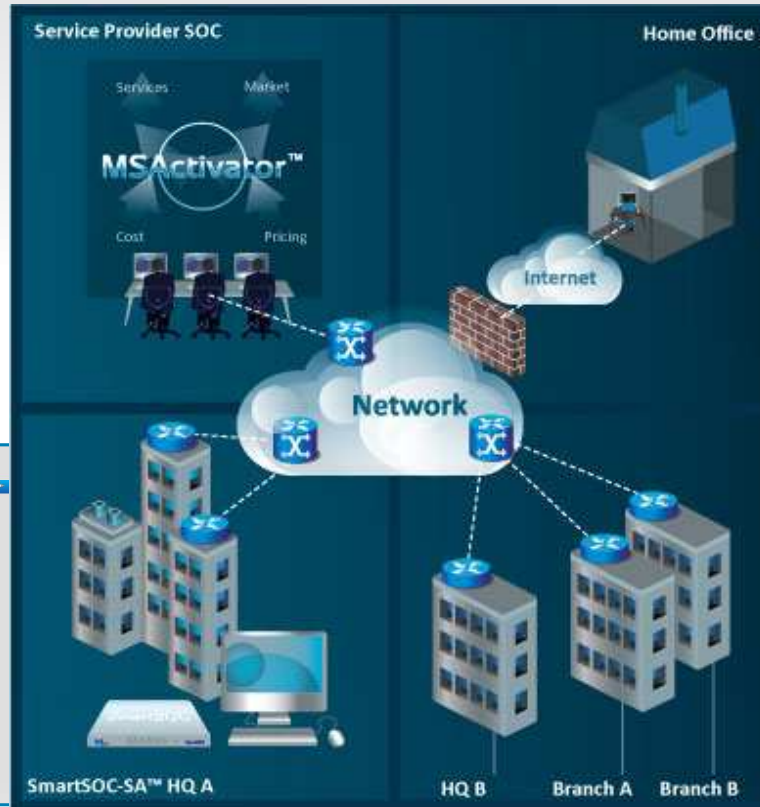 Service Provider SOC
Home Office
Services
Market
MSActivator™
Cost
Pricing
Internet
Network
SmartSOC-SA™ HQ A
HQ B
Branch A
Branch B